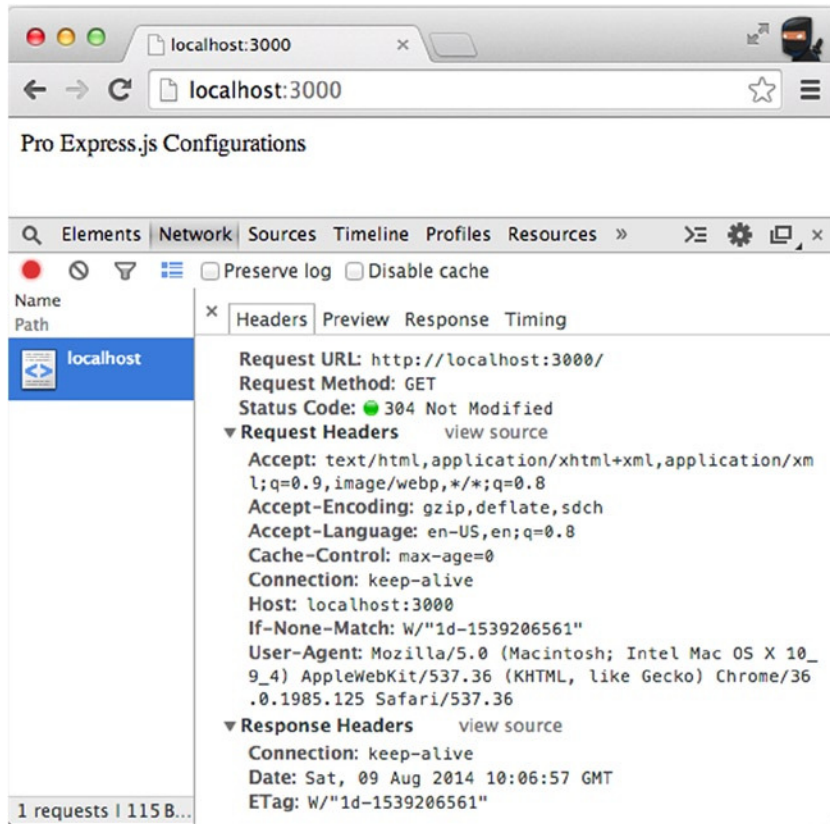 localhost:3000
localhost:3000
Pro Express.js Configurations
Elements Network Sources Timeline Profiles Resources »
Preserve log Disable cache
Name
Path
Headers Preview Response Timing
localhost
Request URL: http://localhost:3000/
Request Method: GET
Status Code: 304 Not Modified
Request Headers view source
Accept: text/html,application/xhtml+xml,application/xm
l;q=0.9,image/webp,*/*;q=0.8
Accept-Encoding: gzip,deflate,sdch
Accept-Language: en-US,en;q=0.8
Cache-Control: max-age=0
Connection: keep-alive
Host: localhost:3000
If-None-Match: W/"1d-1539206561"
User-Agent: Mozilla/5.0 (Macintosh; Intel Mac OS X 10_
9_4) AppleWebKit/537.36 (KHTML, like Gecko) Chrome/36
.0.1985.125 Safari/537.36
Response Headers view source
Connection: keep-alive
Date: Sat, 09 Aug 2014 10:06:57 GMT
ETag: W/"1d-1539206561"
1 requests | 115 B...